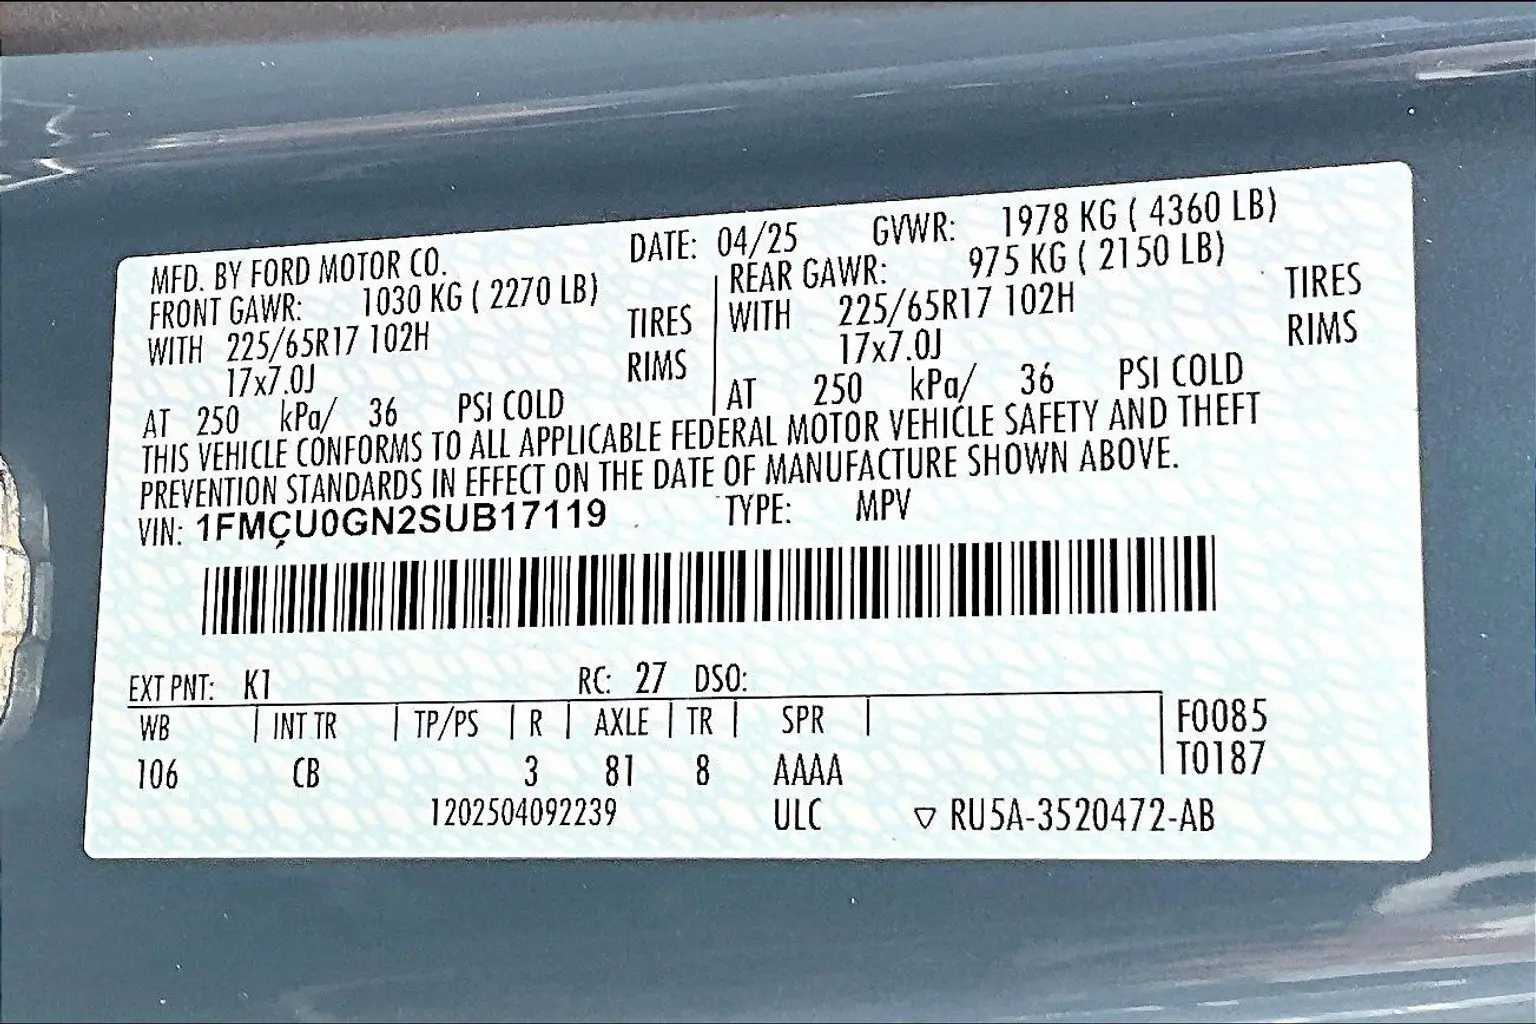 MFD. BY FORD MOTOR CO. DATE: 04/25 GVWR: 1978 KG ( 4360 LB)
FRONT GAWR: 1030 KG ( 2270 LB) REAR GAWR: 975 KG ( 2150 LB)
WITH 225/65R17 102H TIRES WITH 225/65R17 102H TIRES
17x7.0J RIMS 17x7.0J RIMS
AT 250 kPa/ 36 PSI COLD AT 250 kPa/ 36 PSI COLD
THIS VEHICLE CONFORMS TO ALL APPLICABLE FEDERAL MOTOR VEHICLE SAFETY AND THEFT
PREVENTION STANDARDS IN EFFECT ON THE DATE OF MANUFACTURE SHOWN ABOVE.
VIN: 1FMCU0GN2SUB17119 TYPE: MPV
EXT PNT: K1 RC: 27 DSO:
WB INT TR TP/PS R AXLE TR SPR F0085
106 CB 3 81 8 AAAA T0187
1202504092239 ULC ▽ RU5A-3520472-AB